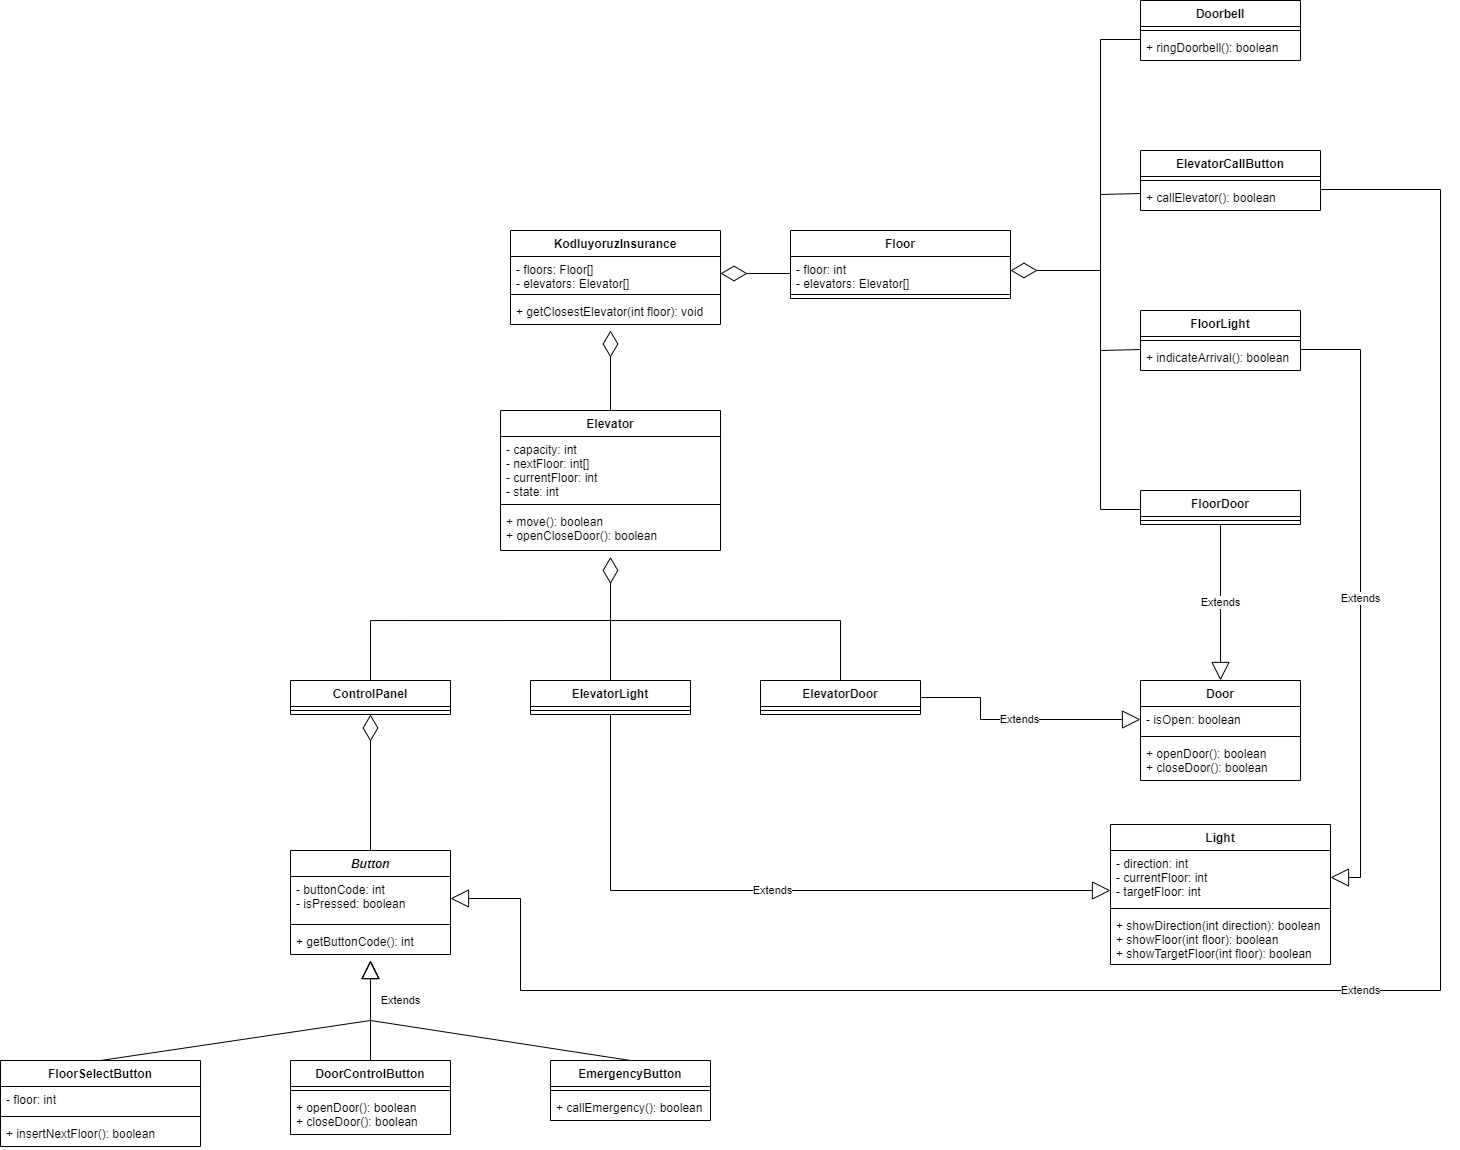 Doorbell
+ ringDoorbell(): boolean
ElevatorCallButton
+ callElevator(): boolean
KodluyoruzInsurance
- floors: Floor[]
- elevators: Elevator[]
+ getClosestElevator(int floor): void
Floor
- floor: int
- elevators: Elevator[]
FloorLight
+ indicateArrival(): boolean
Elevator
- capacity: int
- nextFloor: int[]
- currentFloor: int
- state: int
+ move(): boolean
+ openCloseDoor(): boolean
FloorDoor
Extends
Extends
ControlPanel
ElevatorLight
ElevatorDoor
Extends
Door
- isOpen: boolean
+ openDoor(): boolean
+ closeDoor(): boolean
Light
- direction: int
- currentFloor: int
- targetFloor: int
+ showDirection(int direction): boolean
+ showFloor(int floor): boolean
+ showTargetFloor(int floor): boolean
Extends
Button
- buttonCode: int
- isPressed: boolean
+ getButtonCode(): int
Extends
Extends
FloorSelectButton
- floor: int
+ insertNextFloor(): boolean
DoorControlButton
+ openDoor(): boolean
+ closeDoor(): boolean
EmergencyButton
+ callEmergency(): boolean